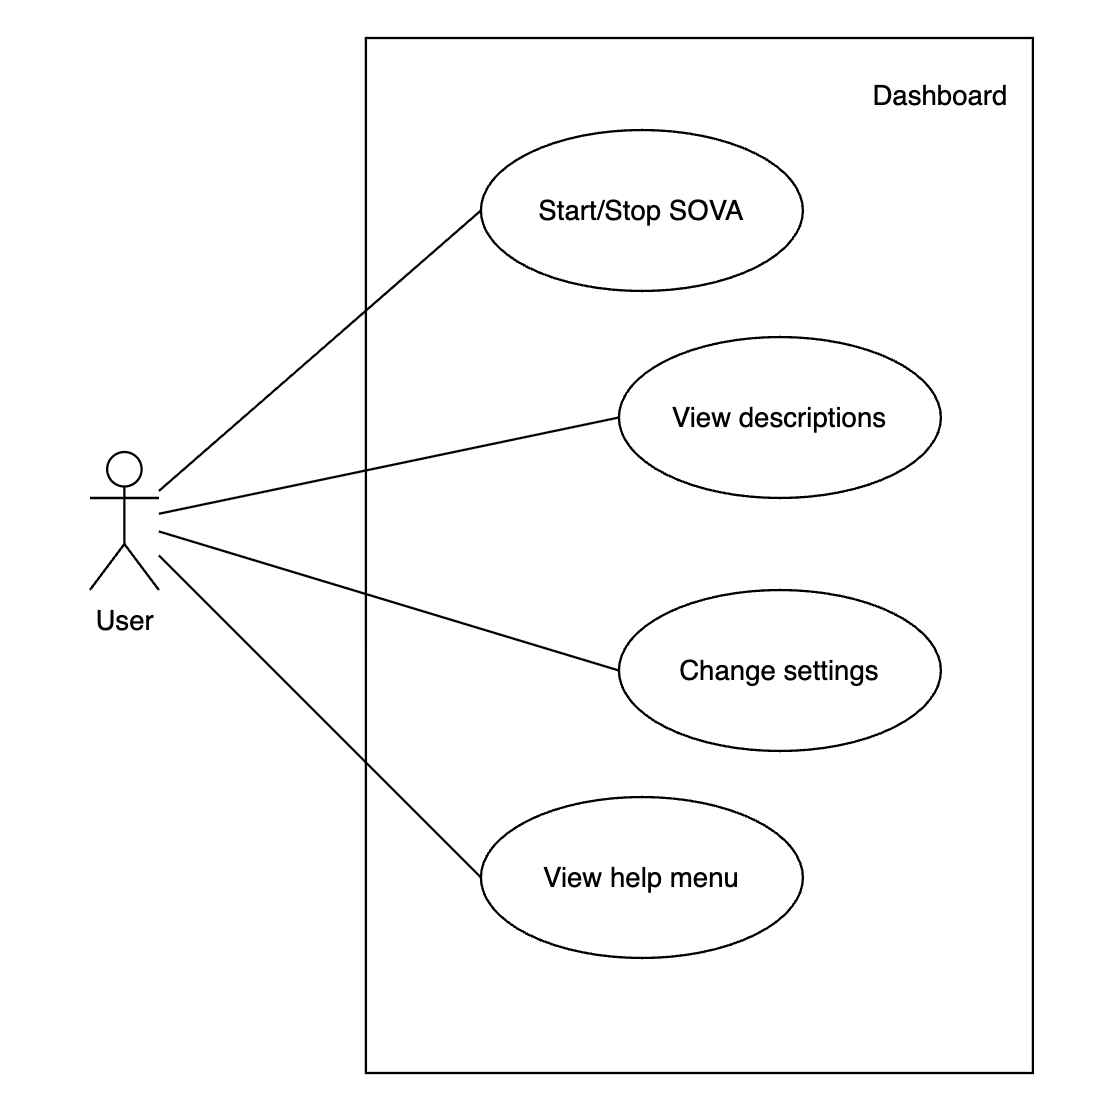 Dashboard
Start/Stop SOVA
View descriptions
User
Change settings
View help menu